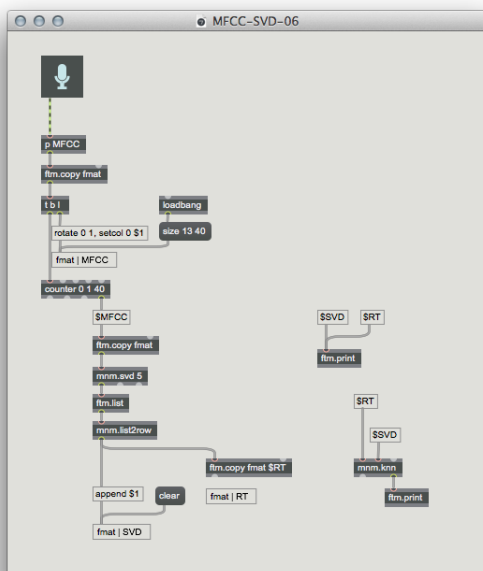 MFCC-SVD-06
p MFCC
ftm.copy fmat
t b l
loadbang
rotate 0 1, setcol 0 $1
size 13 40
fmat | MFCC
counter 0 1 40
$MFCC
$SVD
$RT
ftm.copy fmat
ftm.print
mnm.svd 5
ftm.list
$RT
mnm.list2row
$SVD
ftm.copy fmat $RT
mnm.knn
append $1
clear
fmat | RT
ftm.print
fmat | SVD